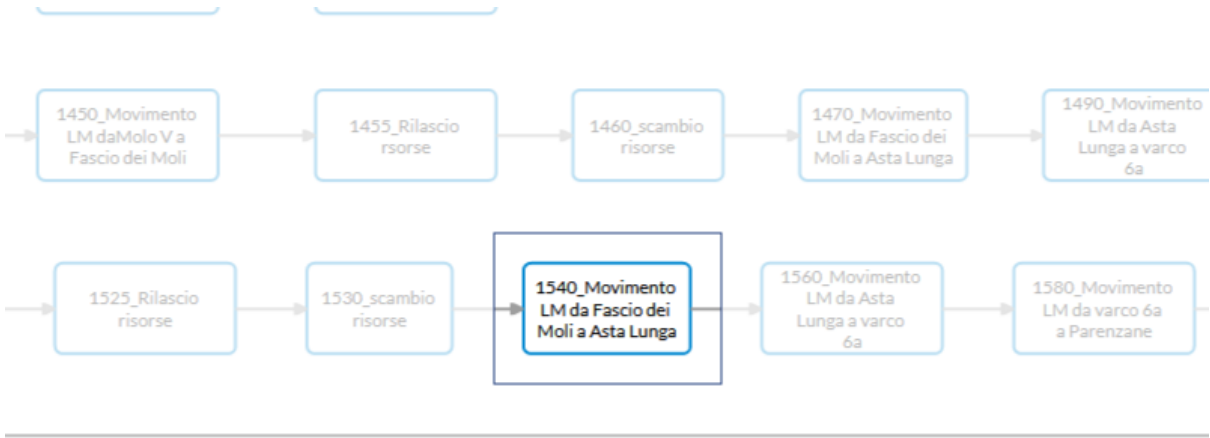 1450_Movimento
LM daMolo V a
Fascio dei Moli
1455_Rilascio
rsorse
1460_scambio
risorse
1470_Movimento
LM da Fascio dei
Moli a Asta Lunga
1490_Movimento
LM da Asta
Lunga a varco
6a
1525_Rilascio
risorse
1530_scambio
risorse
1540_Movimento
LM da Fascio dei
Moli a Asta Lunga
1560_Movimento
LM da Asta
Lunga a varco
6a
1580_Movimento
LM da varco 6a
a Parenzane